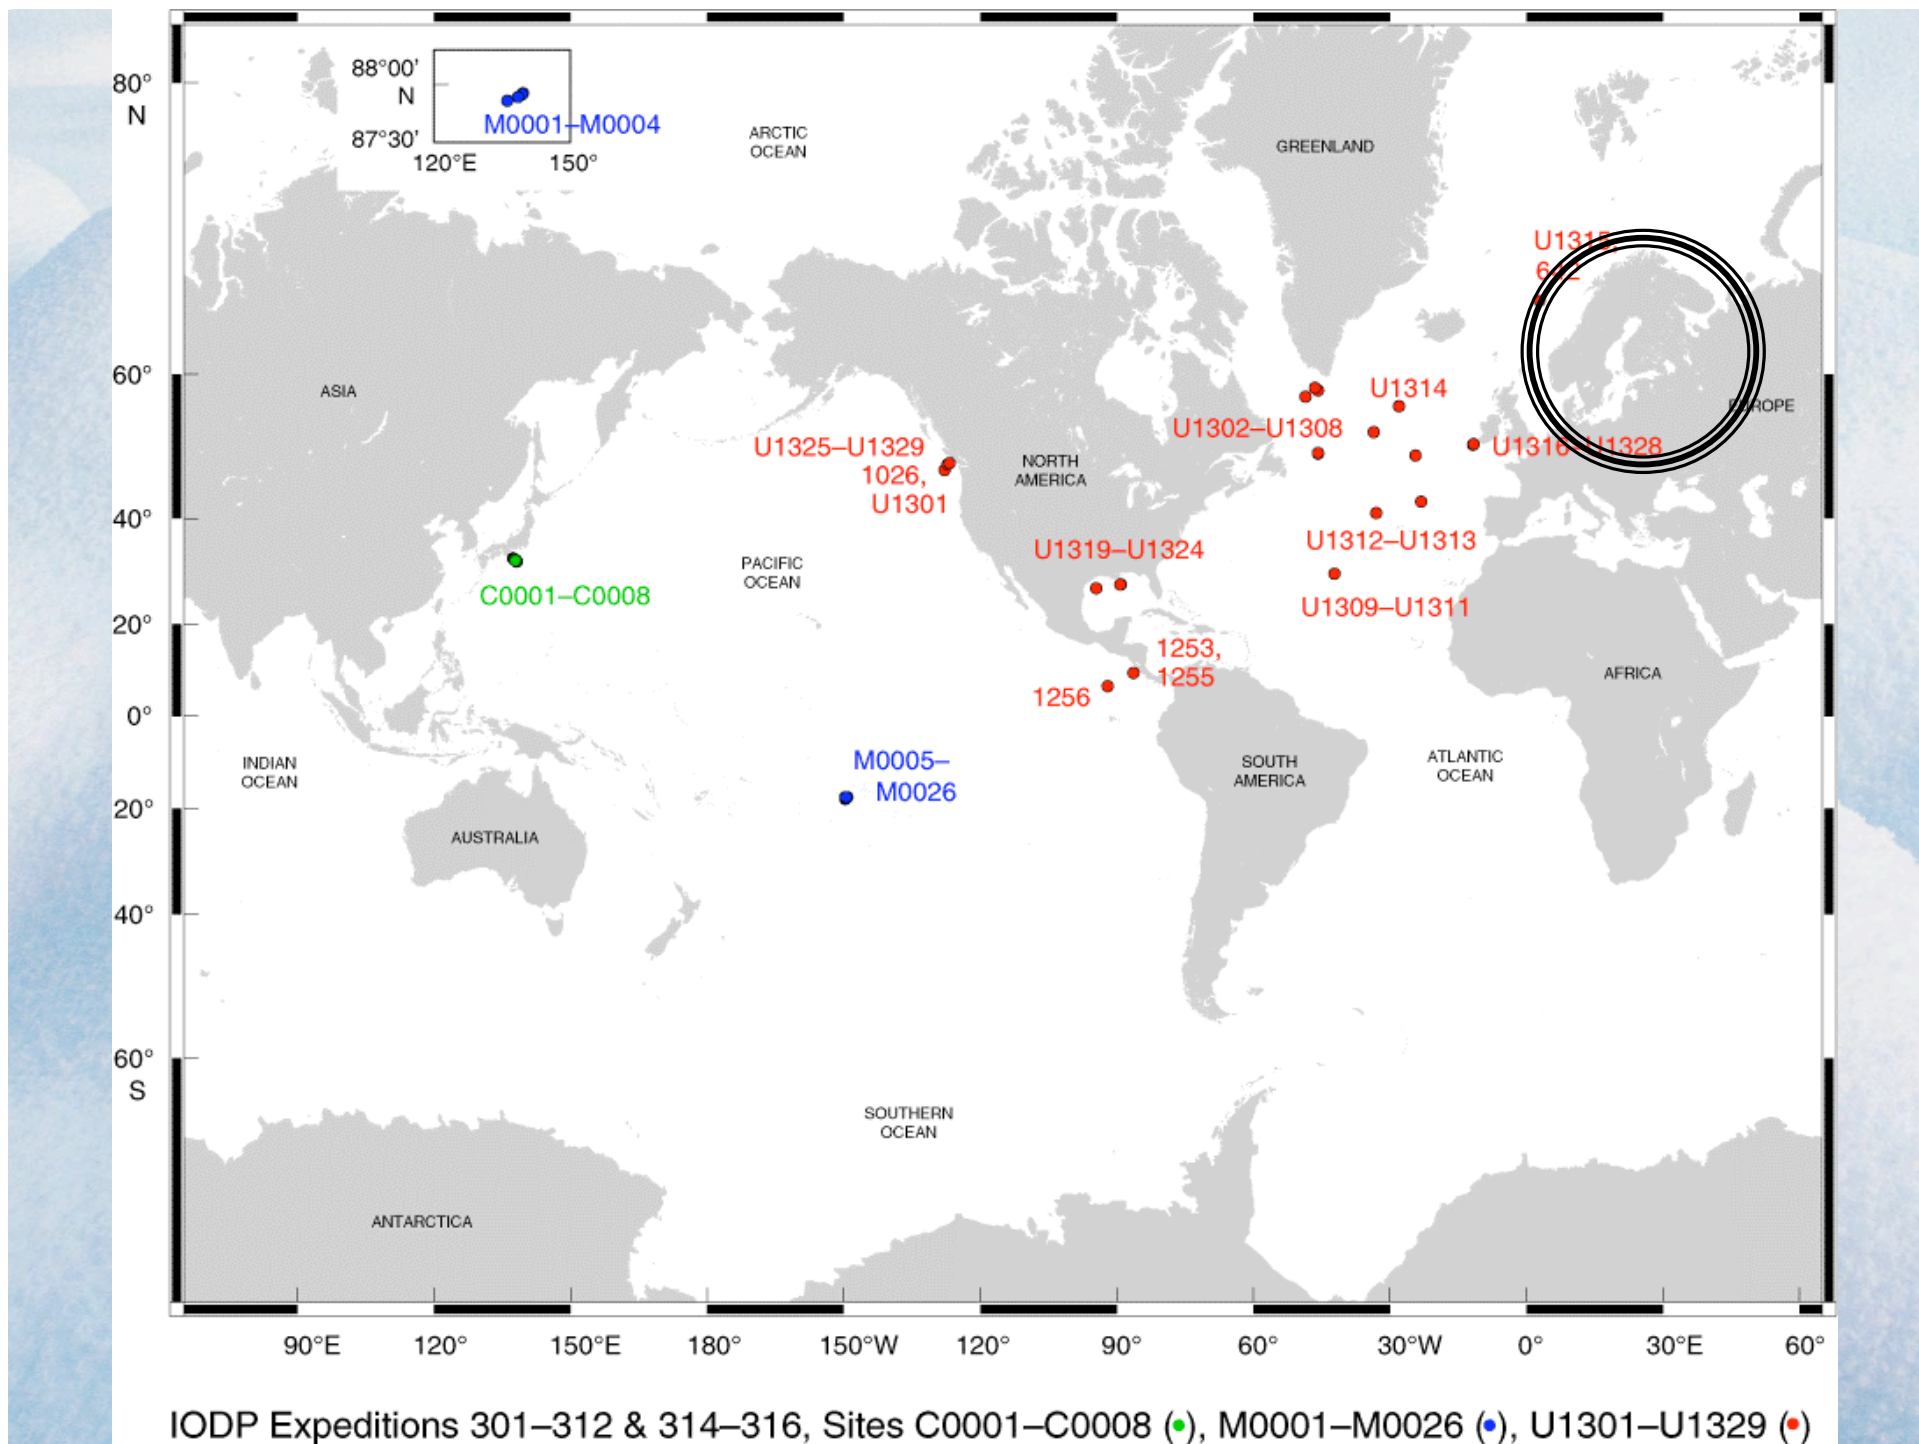 80°
N
88°00'
N
87°30'
120°E 150°
M0001–M0004
ARCTIC
OCEAN
GREENLAND
U1315,
60°
ASIA
U1314
EUROPE
U1302–U1308
U1316–U1328
U1325–U1329
1026,
U1301
NORTH
AMERICA
40°
U1312–U1313
U1319–U1324
PACIFIC
OCEAN
C0001–C0008
U1309–U1311
20°
1253,
1255
1256
AFRICA
0°
INDIAN
OCEAN
M0005–
M0026
SOUTH
AMERICA
ATLANTIC
OCEAN
20°
AUSTRALIA
40°
60°
S
SOUTHERN
OCEAN
ANTARCTICA
90°E 120° 150°E 180° 150°W 120° 90° 60° 30°W 0° 30°E 60°
IODP Expeditions 301–312 & 314–316, Sites C0001–C0008 (•), M0001–M0026 (•), U1301–U1329 (•)